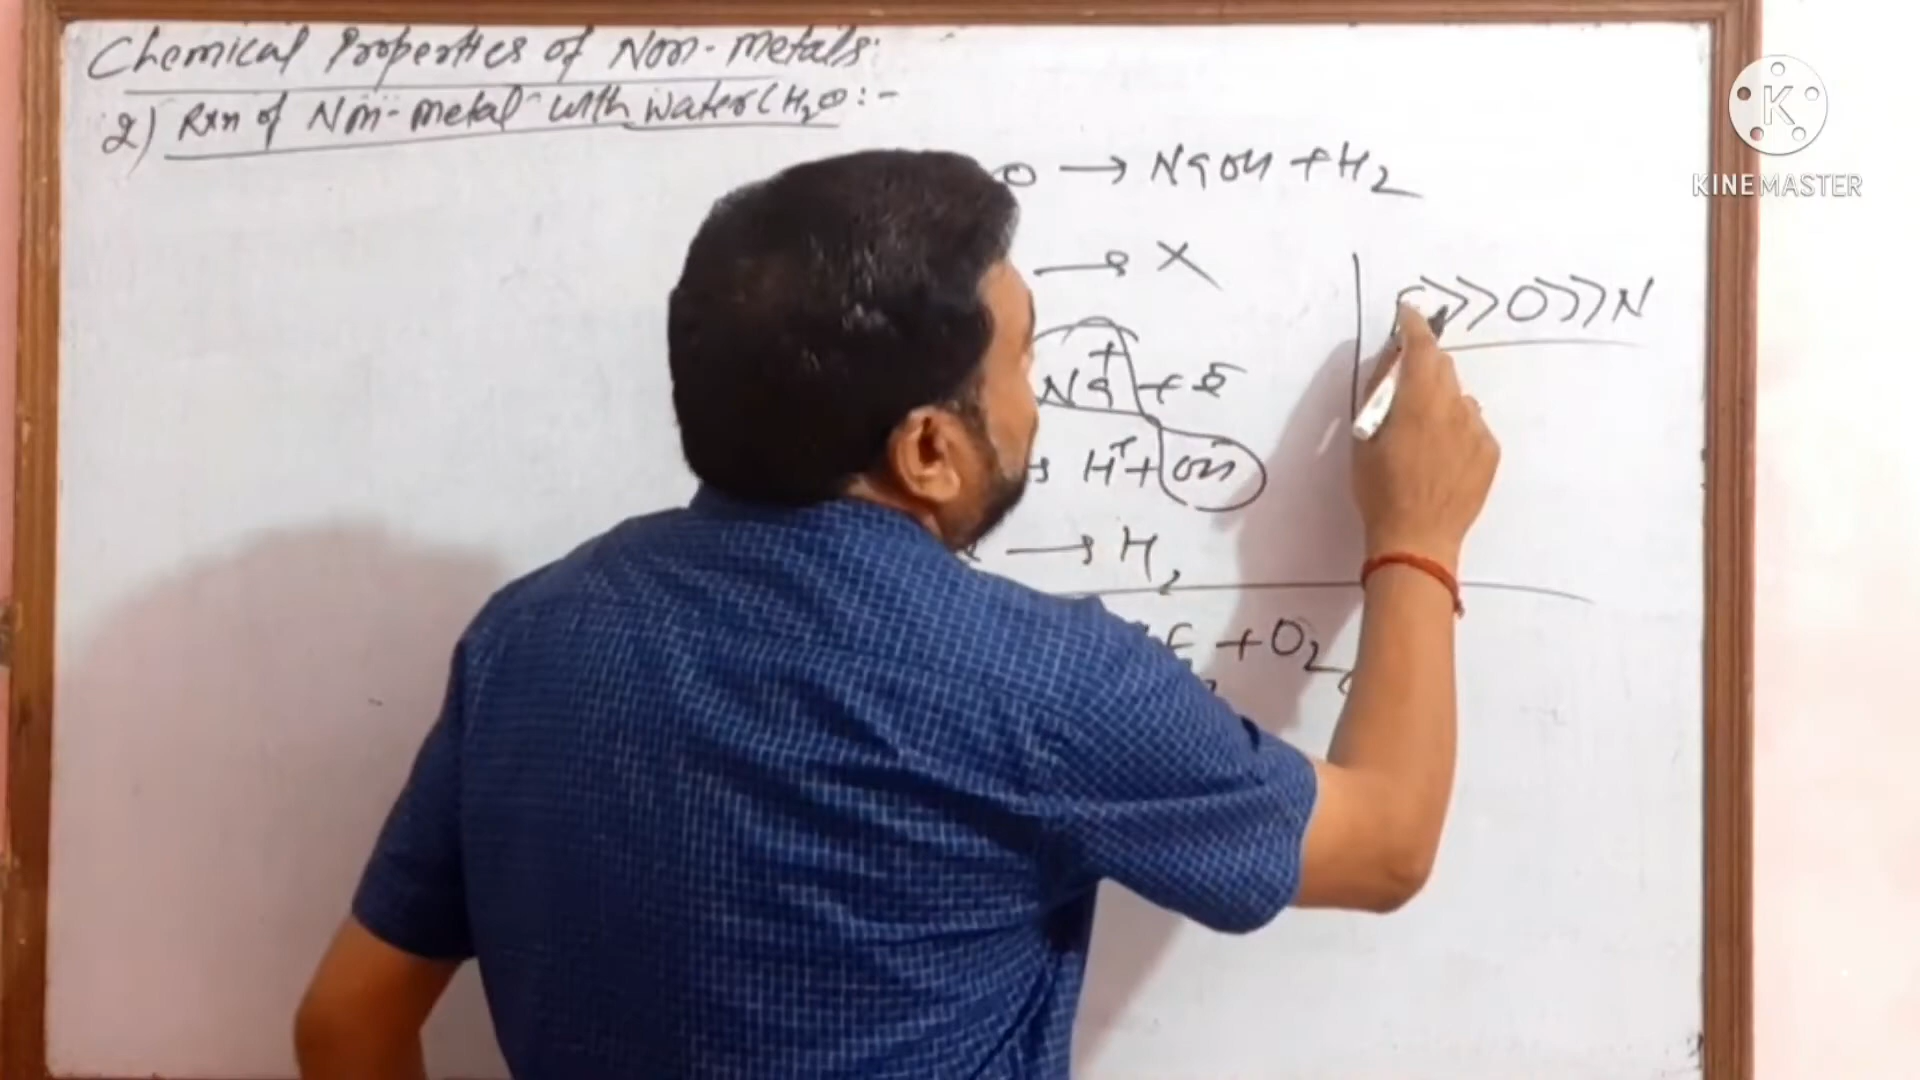 Chemical Properties of Non-Metals:
2) Rxn of Non-metal with water (H₂O:-
O → NaOH + H₂
→ X
F >>> O >>> N
Na⁺ + e⁻
→ H⁺ + OH⁻
→ H₂
F + O₂
K
KINEMASTER